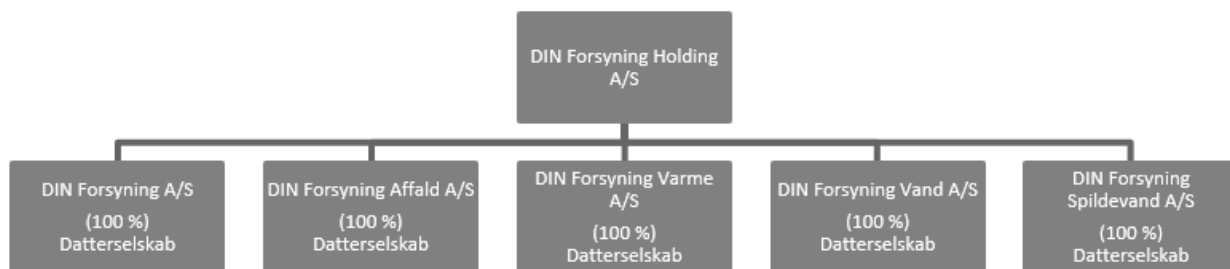 DIN Forsyning Holding
A/S
DIN Forsyning A/S
(100 %)
Datterselskab
DIN Forsyning Affald A/S
(100 %)
Datterselskab
DIN Forsyning Varme
A/S
(100 %)
Datterselskab
DIN Forsyning Vand A/S
(100 %)
Datterselskab
DIN Forsyning
Spildevand A/S
(100 %)
Datterselskab